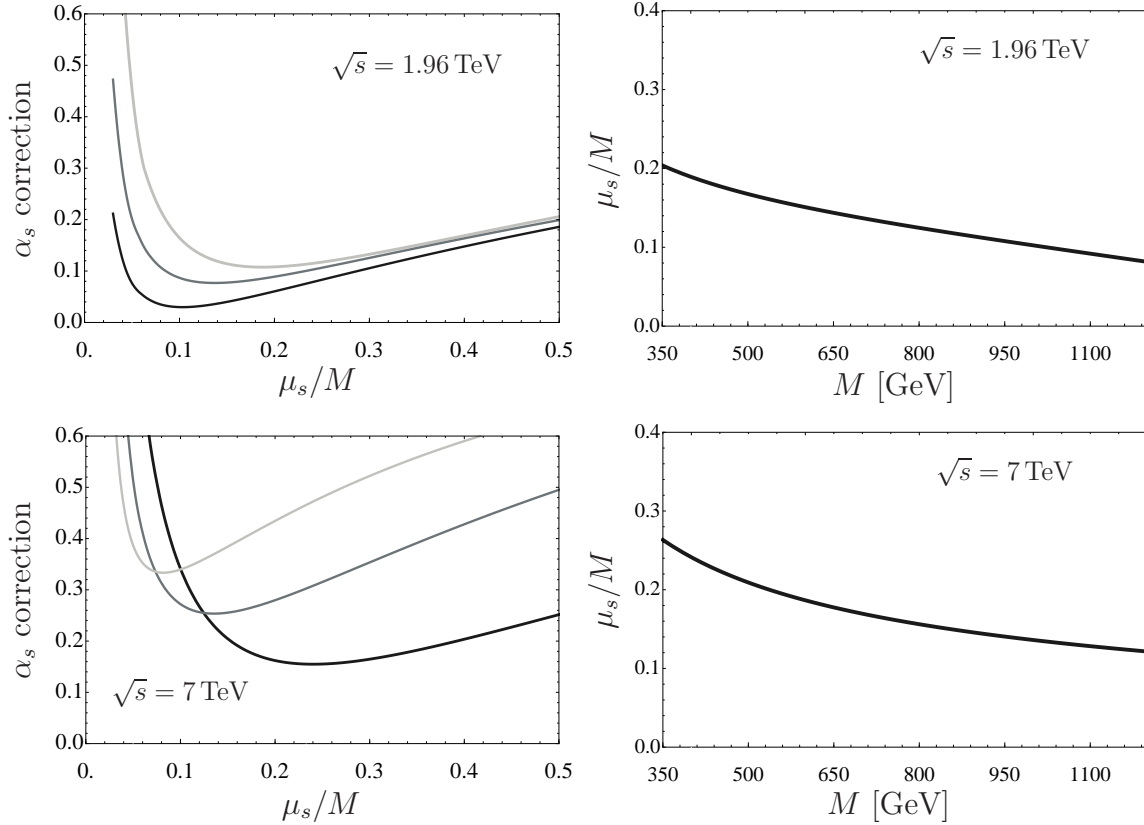 0.6
0.5
0.4
0.3
0.2
0.1
0.0
αs correction
√s = 1.96 TeV
0. 0.1 0.2 0.3 0.4 0.5
μs/M
0.4
0.3
0.2
0.1
0.0
μs/M
√s = 1.96 TeV
350 500 650 800 950 1100
M [GeV]
0.6
0.5
0.4
0.3
0.2
0.1
0.0
αs correction
√s = 7 TeV
0. 0.1 0.2 0.3 0.4 0.5
μs/M
0.4
0.3
0.2
0.1
0.0
μs/M
√s = 7 TeV
350 500 650 800 950 1100
M [GeV]